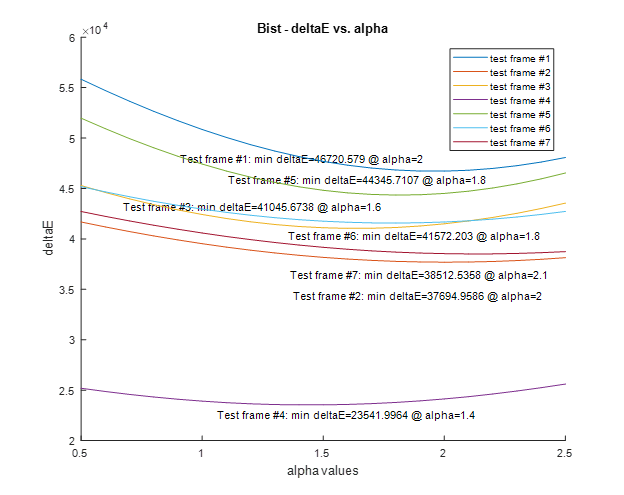 ×10^4
Bist - deltaE vs. alpha
6
5.5
5
4.5
4
3.5
3
2.5
2
deltaE
test frame #1
test frame #2
test frame #3
test frame #4
test frame #5
test frame #6
test frame #7
Test frame #1: min deltaE=46720.579 @ alpha=2
Test frame #5: min deltaE=44345.7107 @ alpha=1.8
Test frame #3: min deltaE=41045.6738 @ alpha=1.6
Test frame #6: min deltaE=41572.203 @ alpha=1.8
Test frame #7: min deltaE=38512.5358 @ alpha=2.1
Test frame #2: min deltaE=37694.9586 @ alpha=2
Test frame #4: min deltaE=23541.9964 @ alpha=1.4
0.5 1 1.5 2 2.5
alpha values